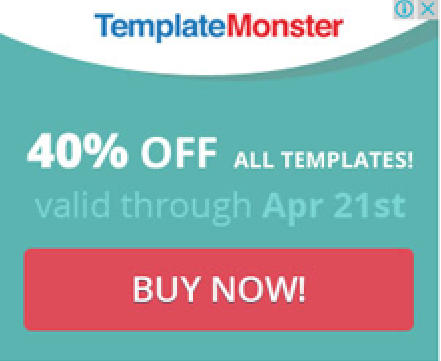 TemplateMonster
40% OFF ALL TEMPLATES!
valid through Apr 21st
BUY NOW!